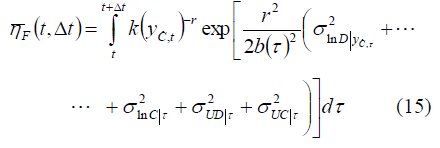 η̄_F(t, Δt) = ∫_t^{t+Δt} k(y_{C̆,t})^{-r} exp[ r² / 2b(τ)² ( σ²_{ln D|y_{C̆,τ}} + ⋯
⋯ + σ²_{ln C|τ} + σ²_{UD|τ} + σ²_{UC|τ} ) ] dτ (15)